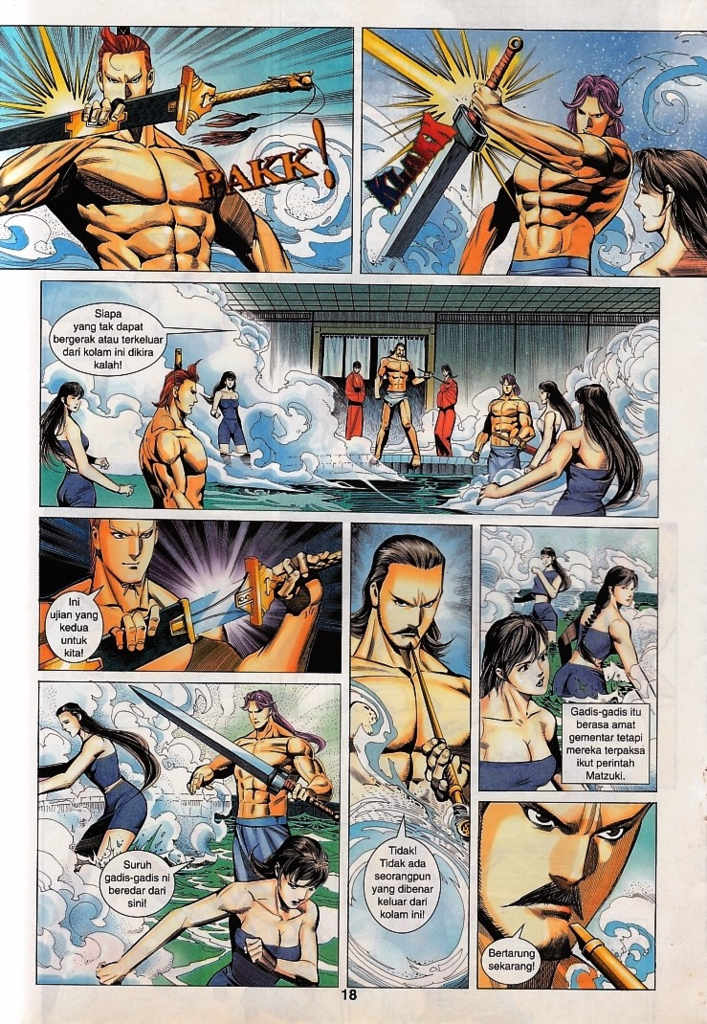 PAKK!
KLANG
Siapa
yang tak dapat
bergerak atau terkeluar
dari kolam ini dikira
kalah!
Ini
ujian yang
kedua
untuk
kita!
Gadis-gadis itu
berasa amat
gementar tetapi
mereka terpaksa
ikut perintah
Matzuki.
Suruh
gadis-gadis ni
beredar dari
sini!
Tidak!
Tidak ada
seorangpun
yang dibenar
keluar dari
kolam ini!
Bertarung
sekarang!
18